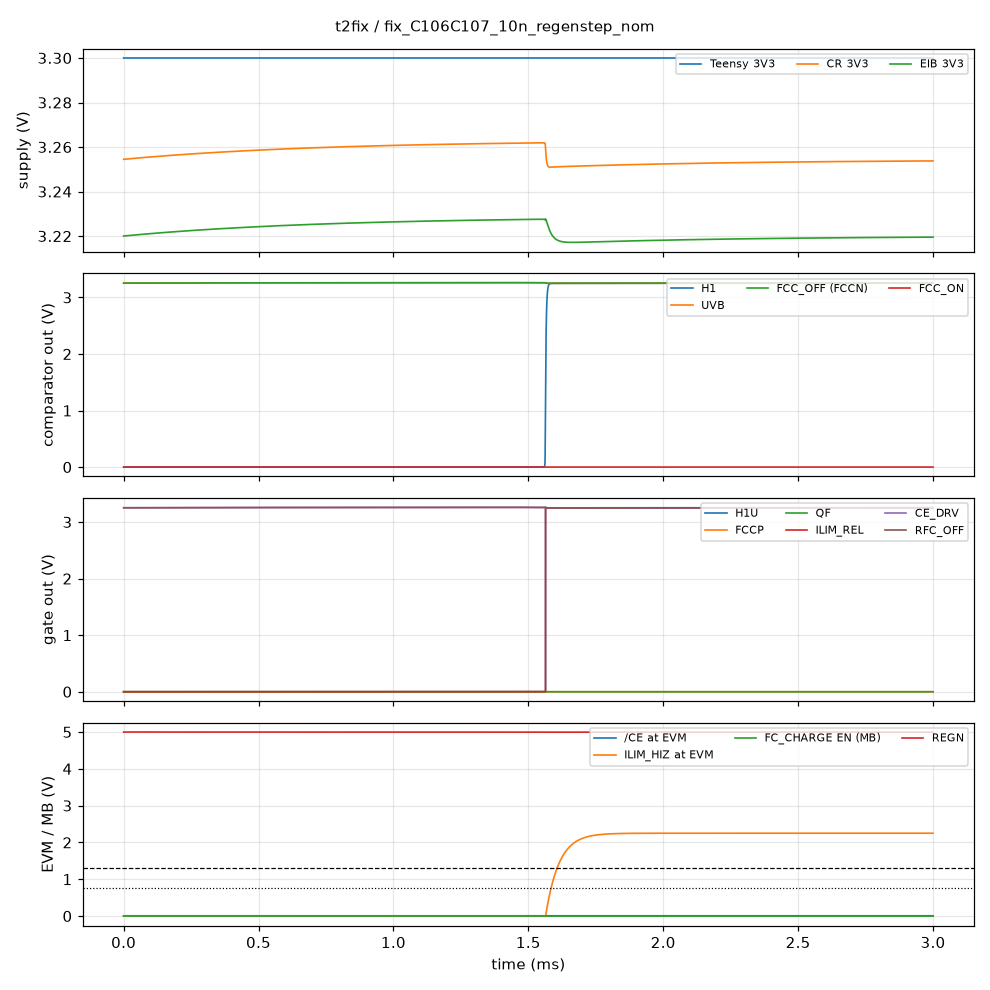 t2fix / fix_C106C107_10n_regenstep_nom
supply (V)
3.30
3.28
3.26
3.24
3.22
Teensy 3V3 CR 3V3 EIB 3V3
comparator out (V)
3
2
1
0
H1 FCC_OFF (FCCN) FCC_ON
UVB
gate out (V)
3
2
1
0
H1U QF CE_DRV
FCCP ILIM_REL RFC_OFF
EVM / MB (V)
5
4
3
2
1
0
/CE at EVM FC_CHARGE EN (MB) REGN
ILIM_HIZ at EVM
0.0 0.5 1.0 1.5 2.0 2.5 3.0
time (ms)